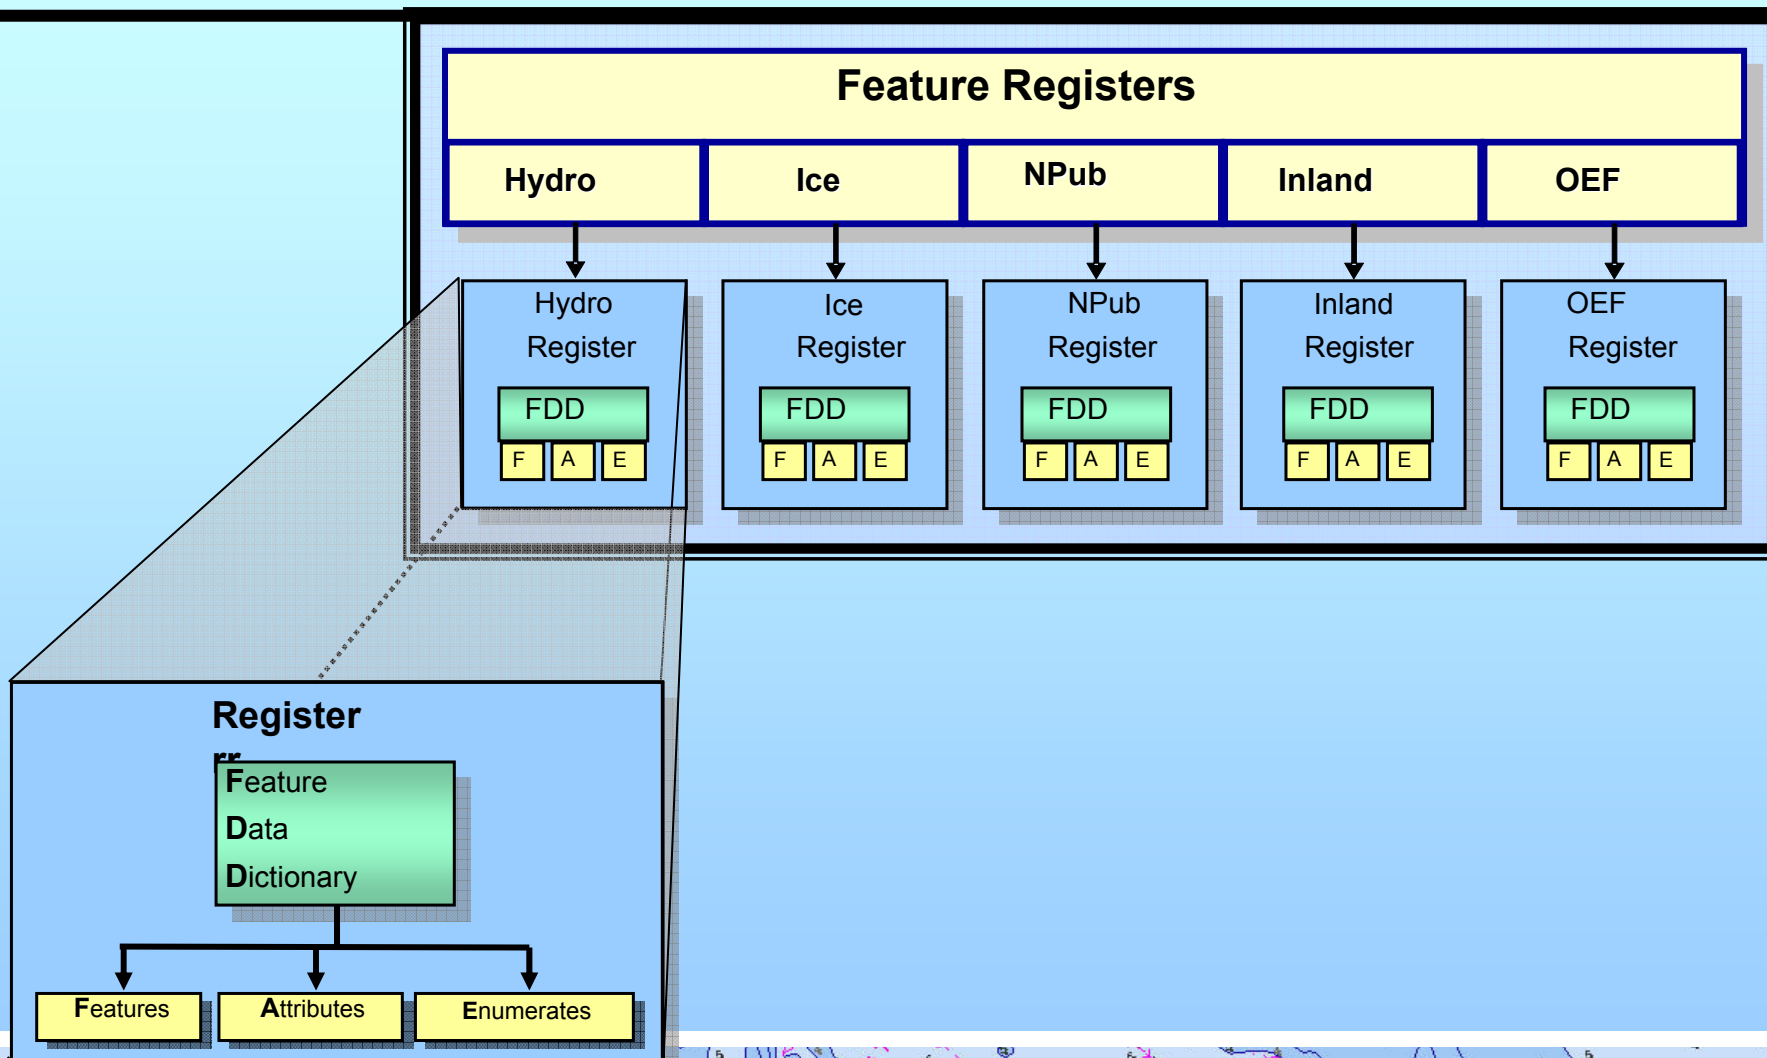 Feature Registers
Hydro
Ice
NPub
Inland
OEF
Hydro
Register
FDD
F A E
Ice
Register
FDD
F A E
NPub
Register
FDD
F A E
Inland
Register
FDD
F A E
OEF
Register
FDD
F A E
Register
rr
Feature
Data
Dictionary
Features
Attributes
Enumerates